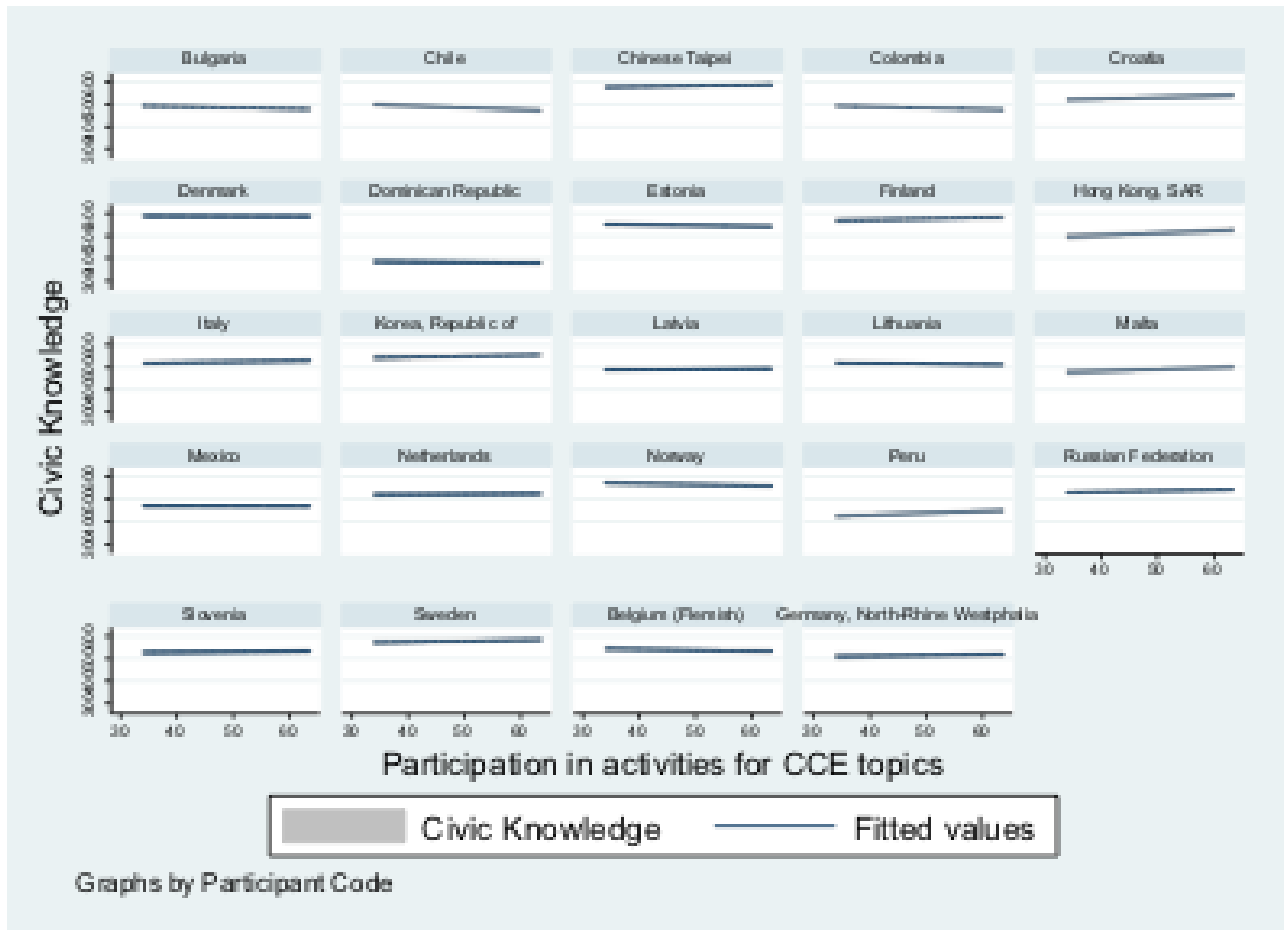 Bulgaria Chile Chinese Taipei Colombia Croatia
Denmark Dominican Republic Estonia Finland Hong Kong, SAR
Italy Korea, Republic of Latvia Lithuania Malta
Mexico Netherlands Norway Peru Russian Federation
30 40 50 60
Slovenia Sweden Belgium (Flemish) Germany, North-Rhine Westphalia
30 40 50 60 30 40 50 60 30 40 50 60 30 40 50 60
Civic Knowledge
Participation in activities for CCE topics
Civic Knowledge Fitted values
Graphs by Participant Code